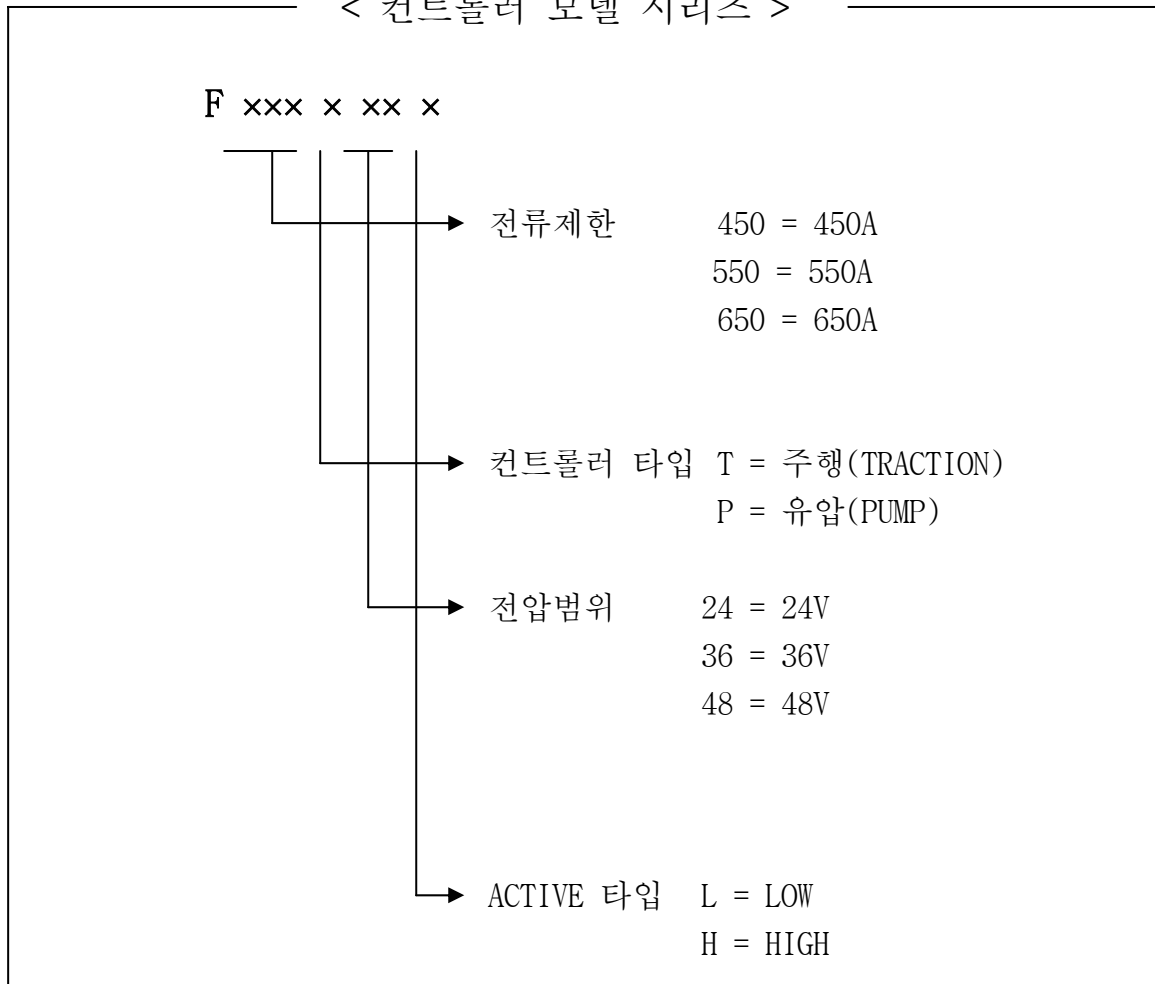 < 컨트롤러 모델 시리즈 >
F ××× × ×× ×
전류제한 450 = 450A
550 = 550A
650 = 650A
컨트롤러 타입 T = 주행(TRACTION)
P = 유압(PUMP)
전압범위 24 = 24V
36 = 36V
48 = 48V
ACTIVE 타입 L = LOW
H = HIGH